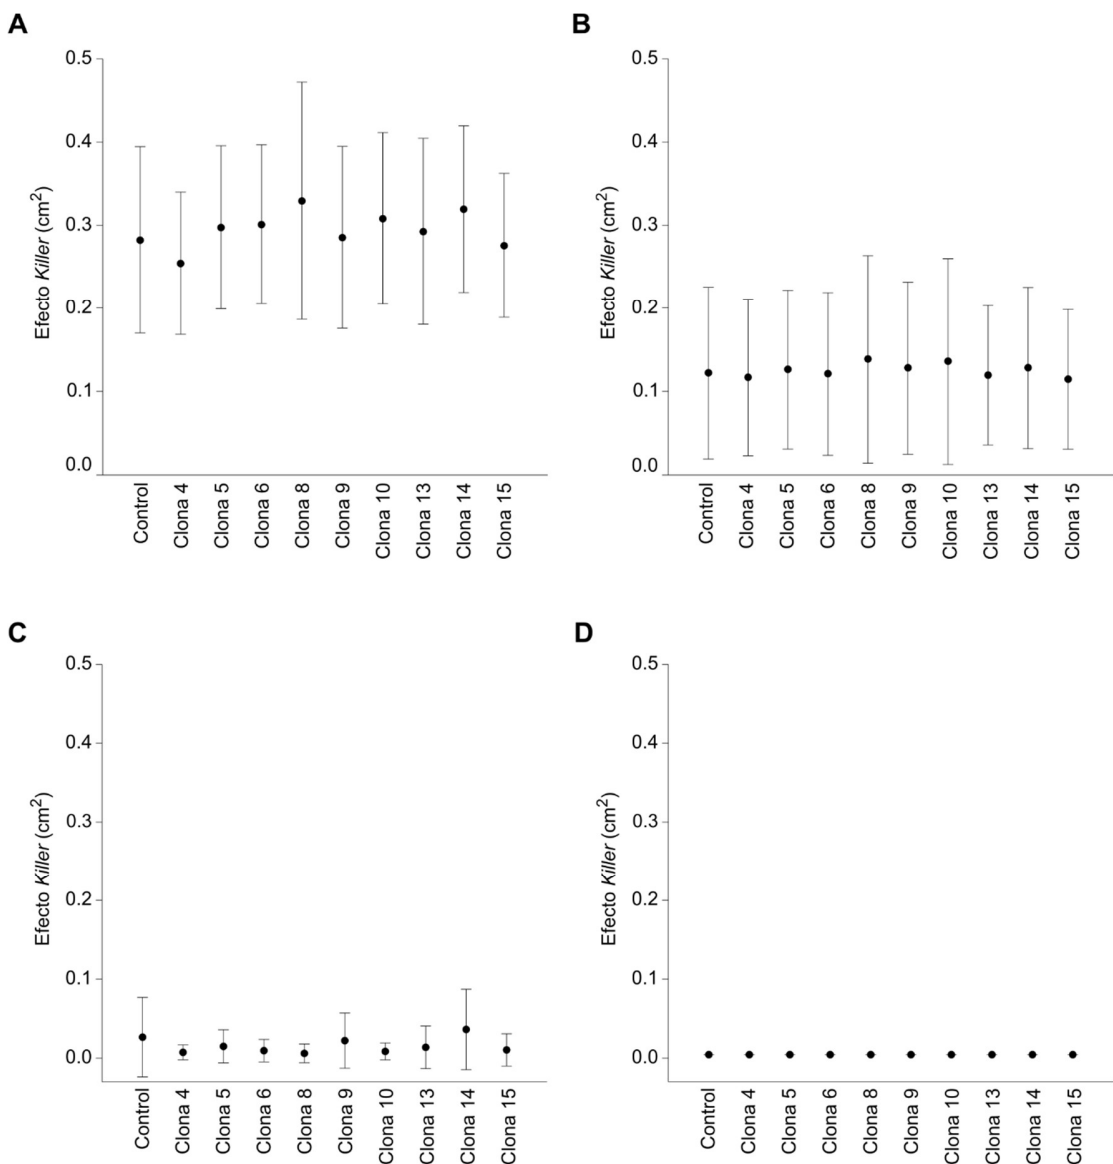 A
Efecto Killer (cm²)
0.5
0.4
0.3
0.2
0.1
0.0
Control
Clona 4
Clona 5
Clona 6
Clona 8
Clona 9
Clona 10
Clona 13
Clona 14
Clona 15
B
Efecto Killer (cm²)
0.5
0.4
0.3
0.2
0.1
0.0
Control
Clona 4
Clona 5
Clona 6
Clona 8
Clona 9
Clona 10
Clona 13
Clona 14
Clona 15
C
Efecto Killer (cm²)
0.5
0.4
0.3
0.2
0.1
0.0
Control
Clona 4
Clona 5
Clona 6
Clona 8
Clona 9
Clona 10
Clona 13
Clona 14
Clona 15
D
Efecto Killer (cm²)
0.5
0.4
0.3
0.2
0.1
0.0
Control
Clona 4
Clona 5
Clona 6
Clona 8
Clona 9
Clona 10
Clona 13
Clona 14
Clona 15